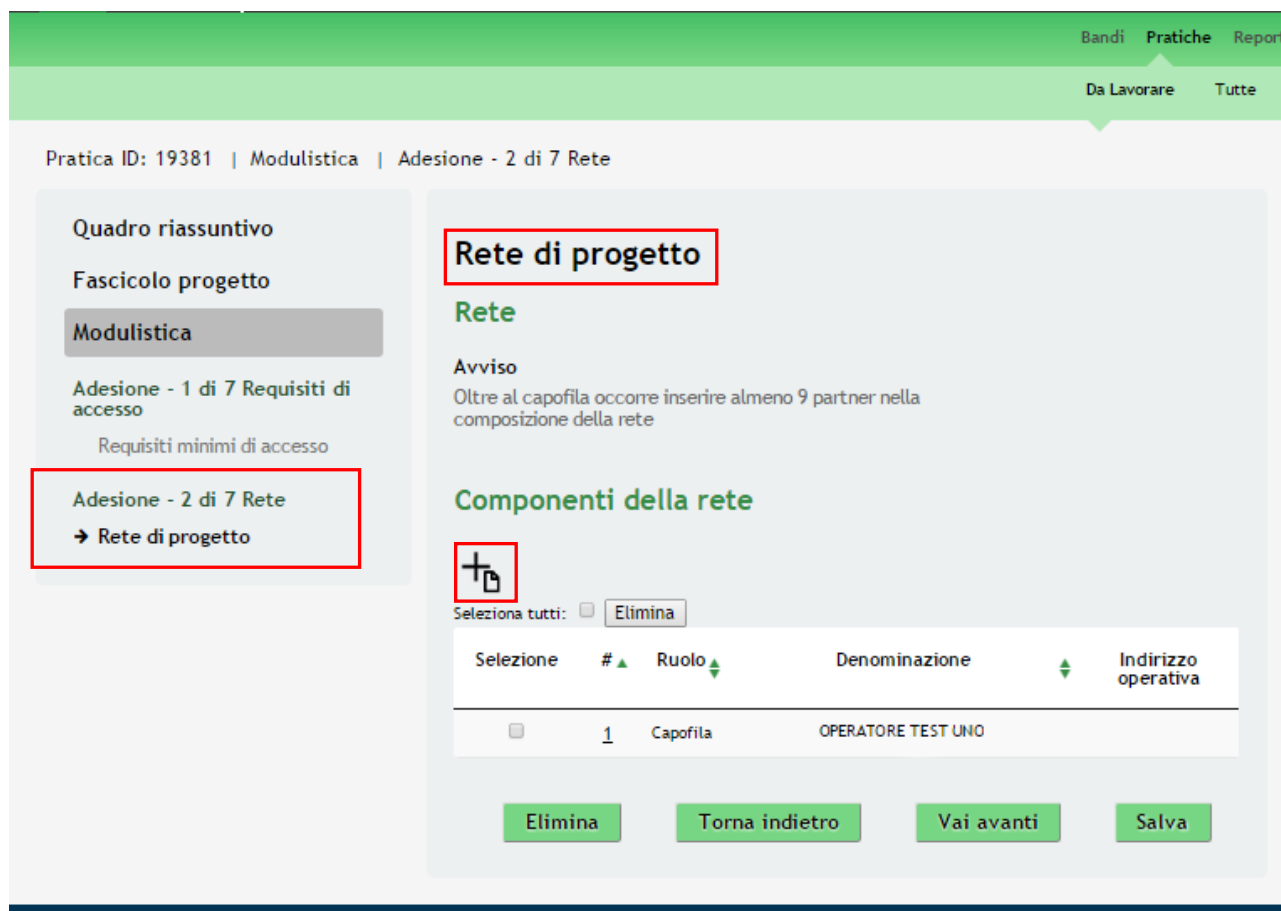 Bandi Pratiche Report
Da Lavorare Tutte
Pratica ID: 19381 | Modulistica | Adesione - 2 di 7 Rete
Quadro riassuntivo
Fascicolo progetto
Modulistica
Adesione - 1 di 7 Requisiti di
accesso
Requisiti minimi di accesso
Adesione - 2 di 7 Rete
→ Rete di progetto
Rete di progetto
Rete
Avviso
Oltre al capofila occorre inserire almeno 9 partner nella
composizione della rete
Componenti della rete
Seleziona tutti: Elimina
Selezione # Ruolo Denominazione Indirizzo
operativa
1 Capofila OPERATORE TEST UNO
Elimina Torna indietro Vai avanti Salva